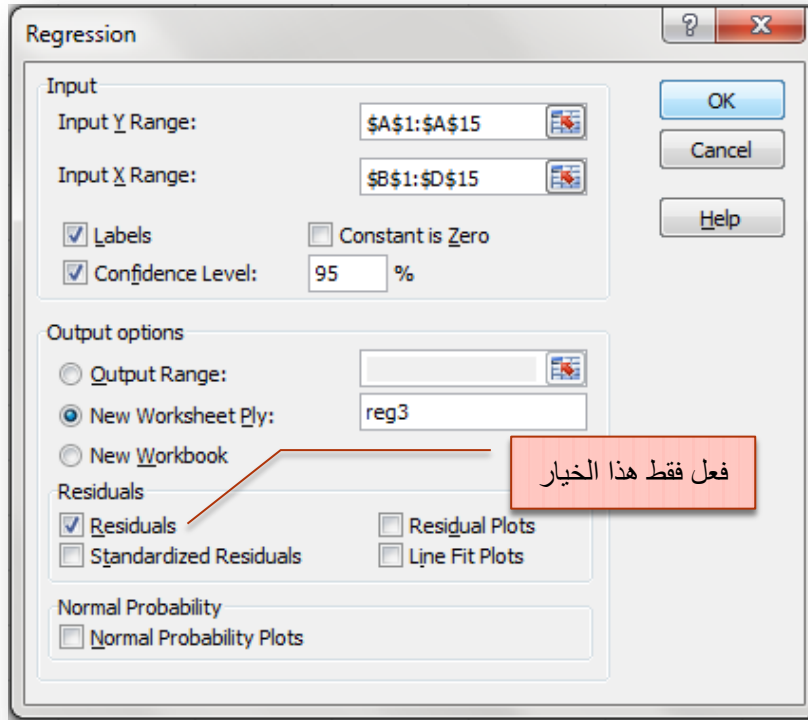 Regression
Input
Input Y Range: $A$1:$A$15
Input X Range: $B$1:$D$15
Labels Constant is Zero
Confidence Level: 95 %
OK
Cancel
Help
Output options
Output Range:
New Worksheet Ply: reg3
New Workbook
فعل فقط هذا الخيار
Residuals
Residuals Residual Plots
Standardized Residuals Line Fit Plots
Normal Probability
Normal Probability Plots